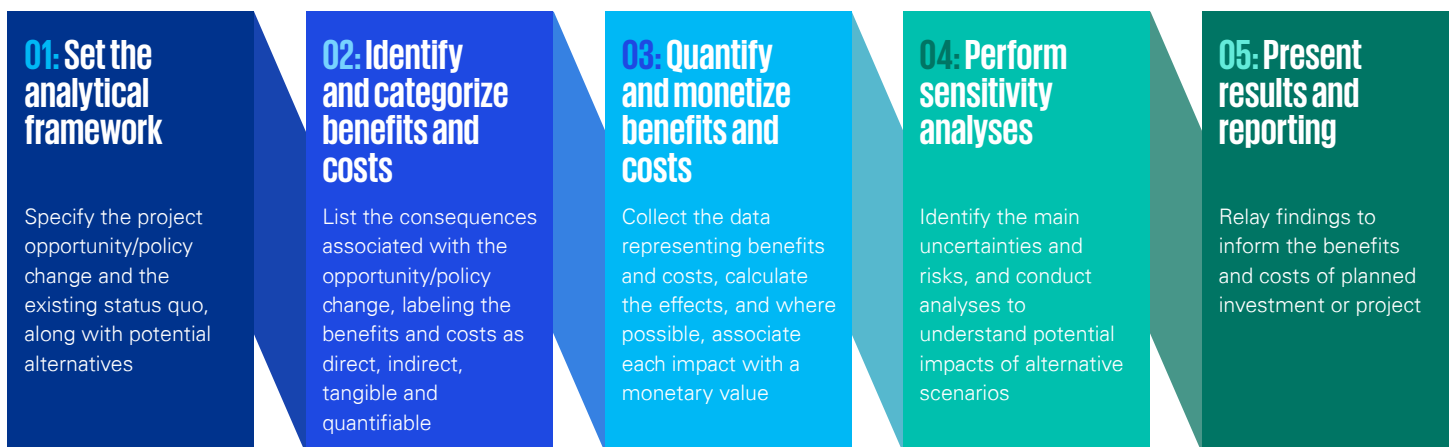 01: Set the
analytical
framework
Specify the project
opportunity/policy
change and the
existing status quo,
along with potential
alternatives
02: Identify
and categorize
benefits and
costs
List the consequences
associated with the
opportunity/policy
change, labeling the
benefits and costs as
direct, indirect,
tangible and
quantifiable
03: Quantify
and monetize
benefits and
costs
Collect the data
representing benefits
and costs, calculate
the effects, and where
possible, associate
each impact with a
monetary value
04: Perform
sensitivity
analyses
Identify the main
uncertainties and
risks, and conduct
analyses to
understand potential
impacts of alternative
scenarios
05: Present
results and
reporting
Relay findings to
inform the benefits
and costs of planned
investment or project